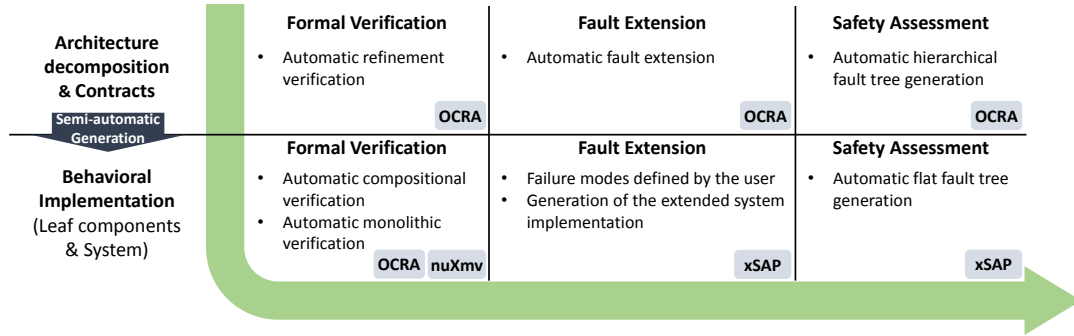 Architecture
decomposition
& Contracts
Semi-automatic
Generation
Formal Verification
• Automatic refinement
verification
OCRA
Fault Extension
• Automatic fault extension
OCRA
Safety Assessment
• Automatic hierarchical
fault tree generation
OCRA
Behavioral
Implementation
(Leaf components
& System)
Formal Verification
• Automatic compositional
verification
• Automatic monolithic
verification
OCRA nuXmv
Fault Extension
• Failure modes defined by the user
• Generation of the extended system
implementation
xSAP
Safety Assessment
• Automatic flat fault tree
generation
xSAP